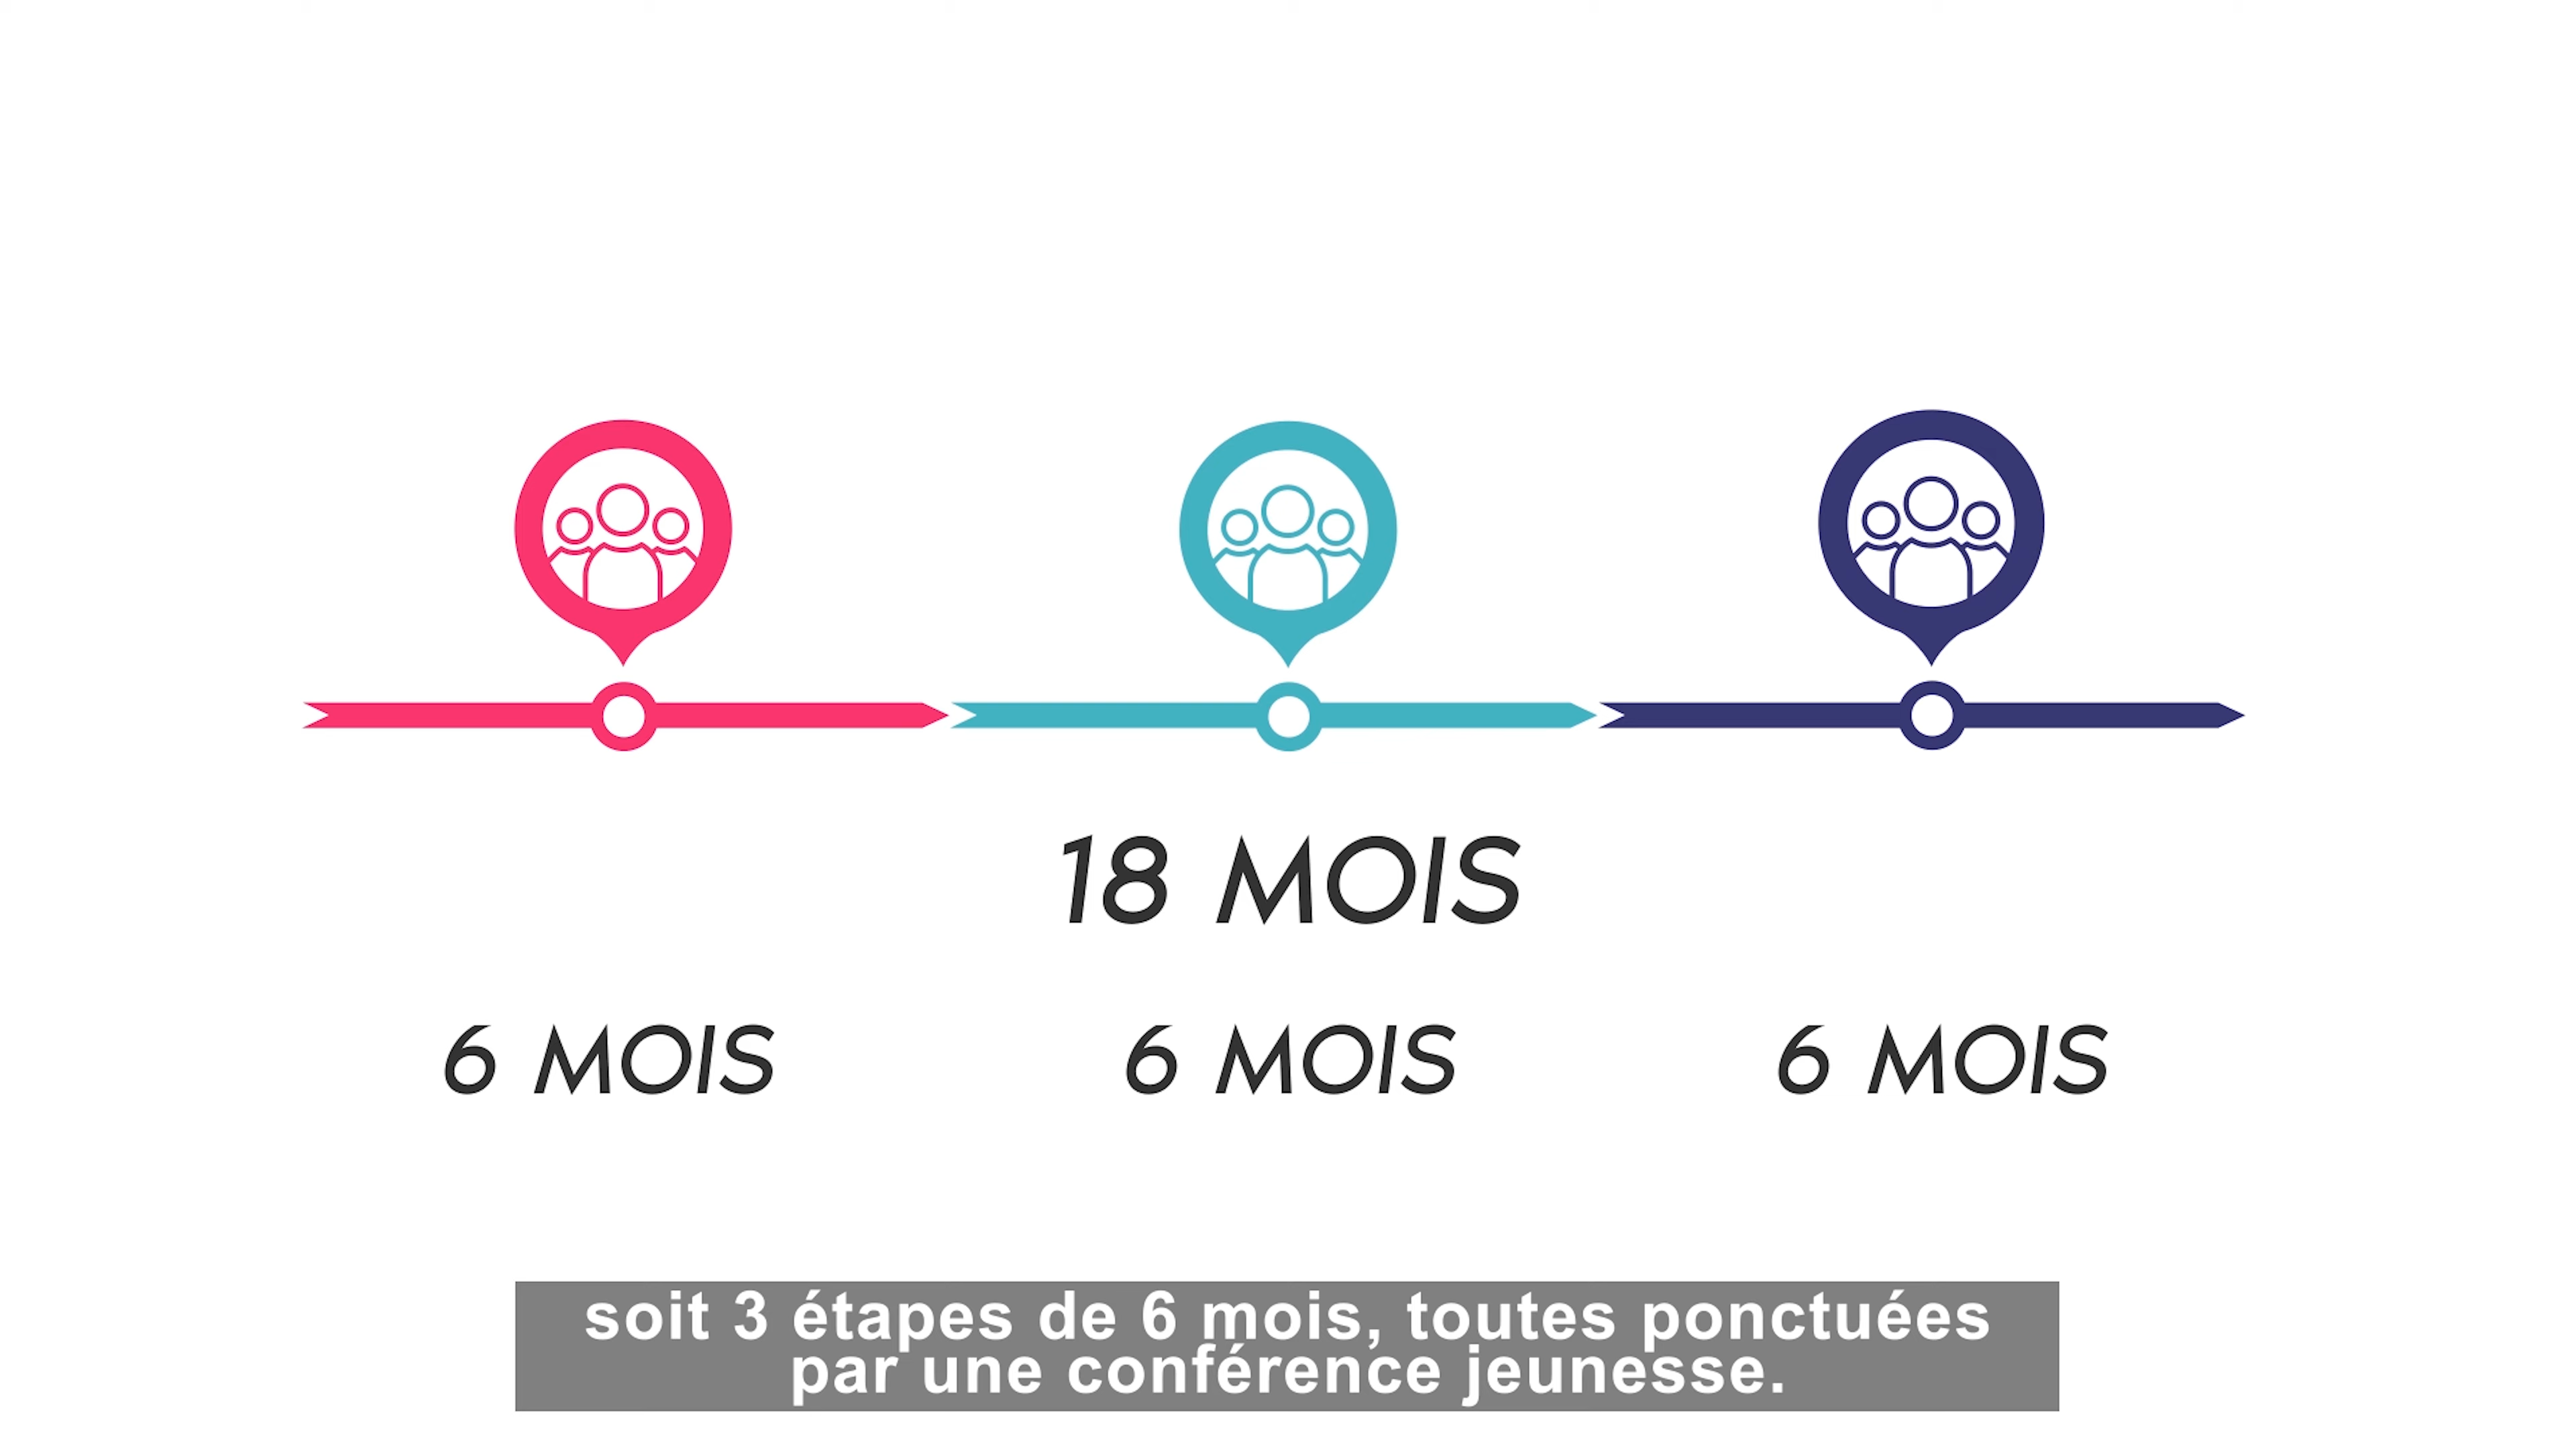 18 MOIS
6 MOIS
6 MOIS
6 MOIS
soit 3 étapes de 6 mois, toutes ponctuées
par une conférence jeunesse.